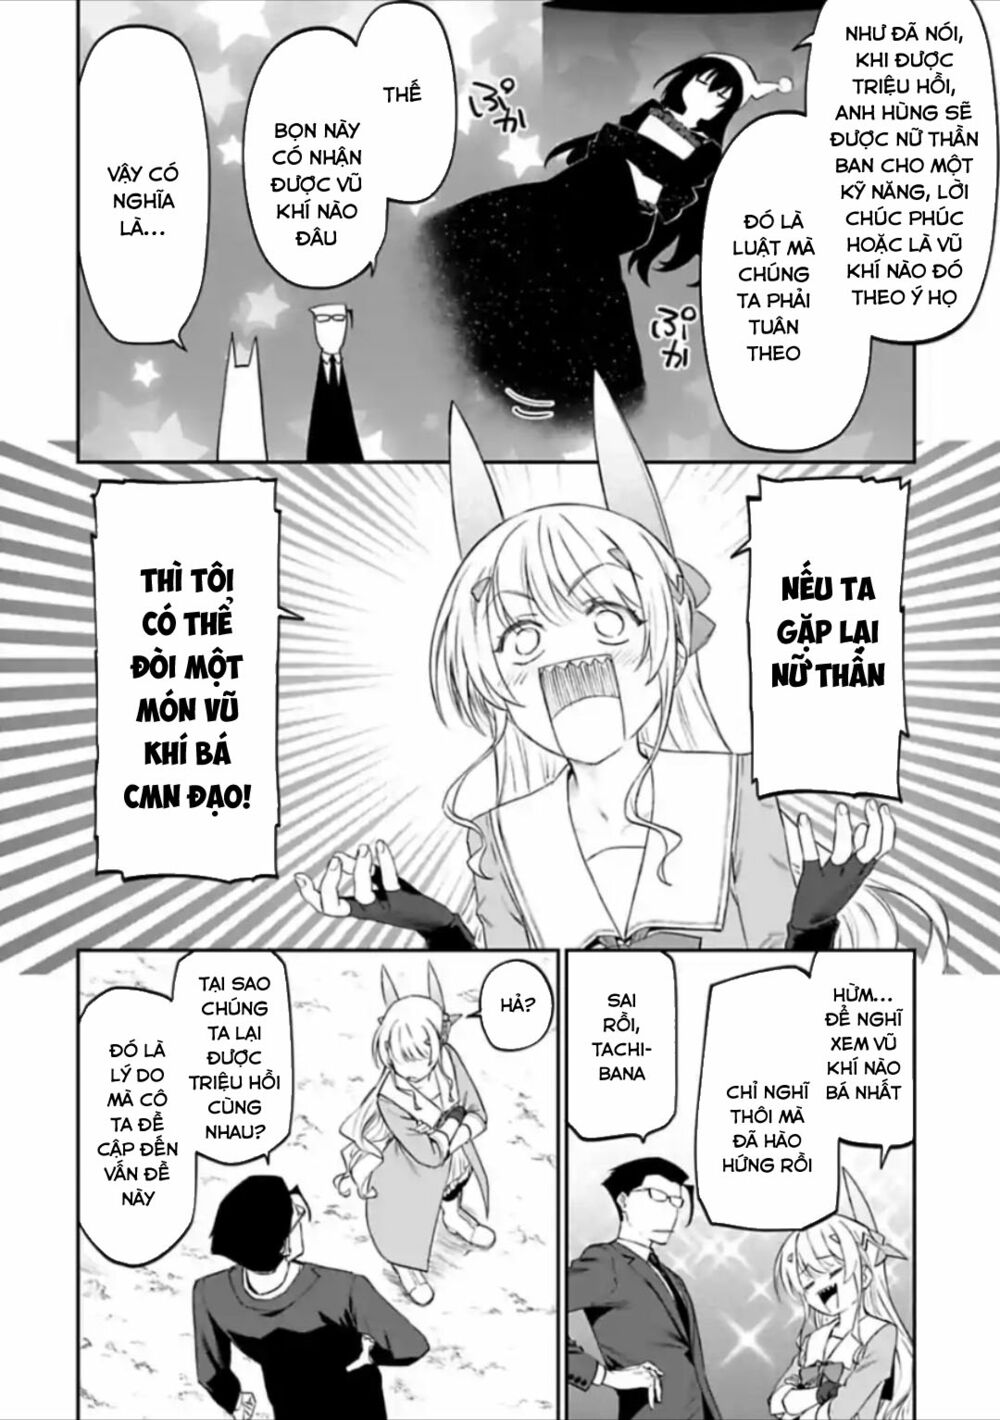 NHƯ ĐÃ NÓI,
KHI ĐƯỢC
TRIỆU HỒI,
ANH HÙNG SẼ
ĐƯỢC NỮ THẦN
BAN CHO MỘT
KỸ NĂNG, LỜI
CHÚC PHÚC
HOẶC LÀ VŨ
KHÍ NÀO ĐÓ
THEO Ý HỌ
ĐÓ LÀ
LUẬT MÀ
CHÚNG
TA PHẢI
TUÂN
THEO
ぷか
ぷか
THẾ
BỌN NÀY
CÓ NHẬN
ĐƯỢC VŨ
KHÍ NÀO
ĐÂU
VẬY CÓ
NGHĨA
LÀ...
NẾU TA
GẶP LẠI
NỮ THẦN
THÌ TÔI
CÓ THỂ
ĐÒI MỘT
MÓN VŨ
KHÍ BÁ
CMN ĐẠO!
HỪM...
ĐỂ NGHĨ
XEM VŨ
KHÍ NÀO
BÁ NHẤT
CHỈ NGHĨ
THÔI MÀ
ĐÃ HÀO
HỨNG RỒI
SAI
RỒI,
TACHI-
BANA
HẢ?
TẠI SAO
CHÚNG
TA LẠI
ĐƯỢC
TRIỆU HỒI
CÙNG
NHAU?
ĐÓ LÀ
LÝ DO
MÀ CÔ
TA ĐỀ
CẬP ĐẾN
VẤN ĐỀ
NÀY